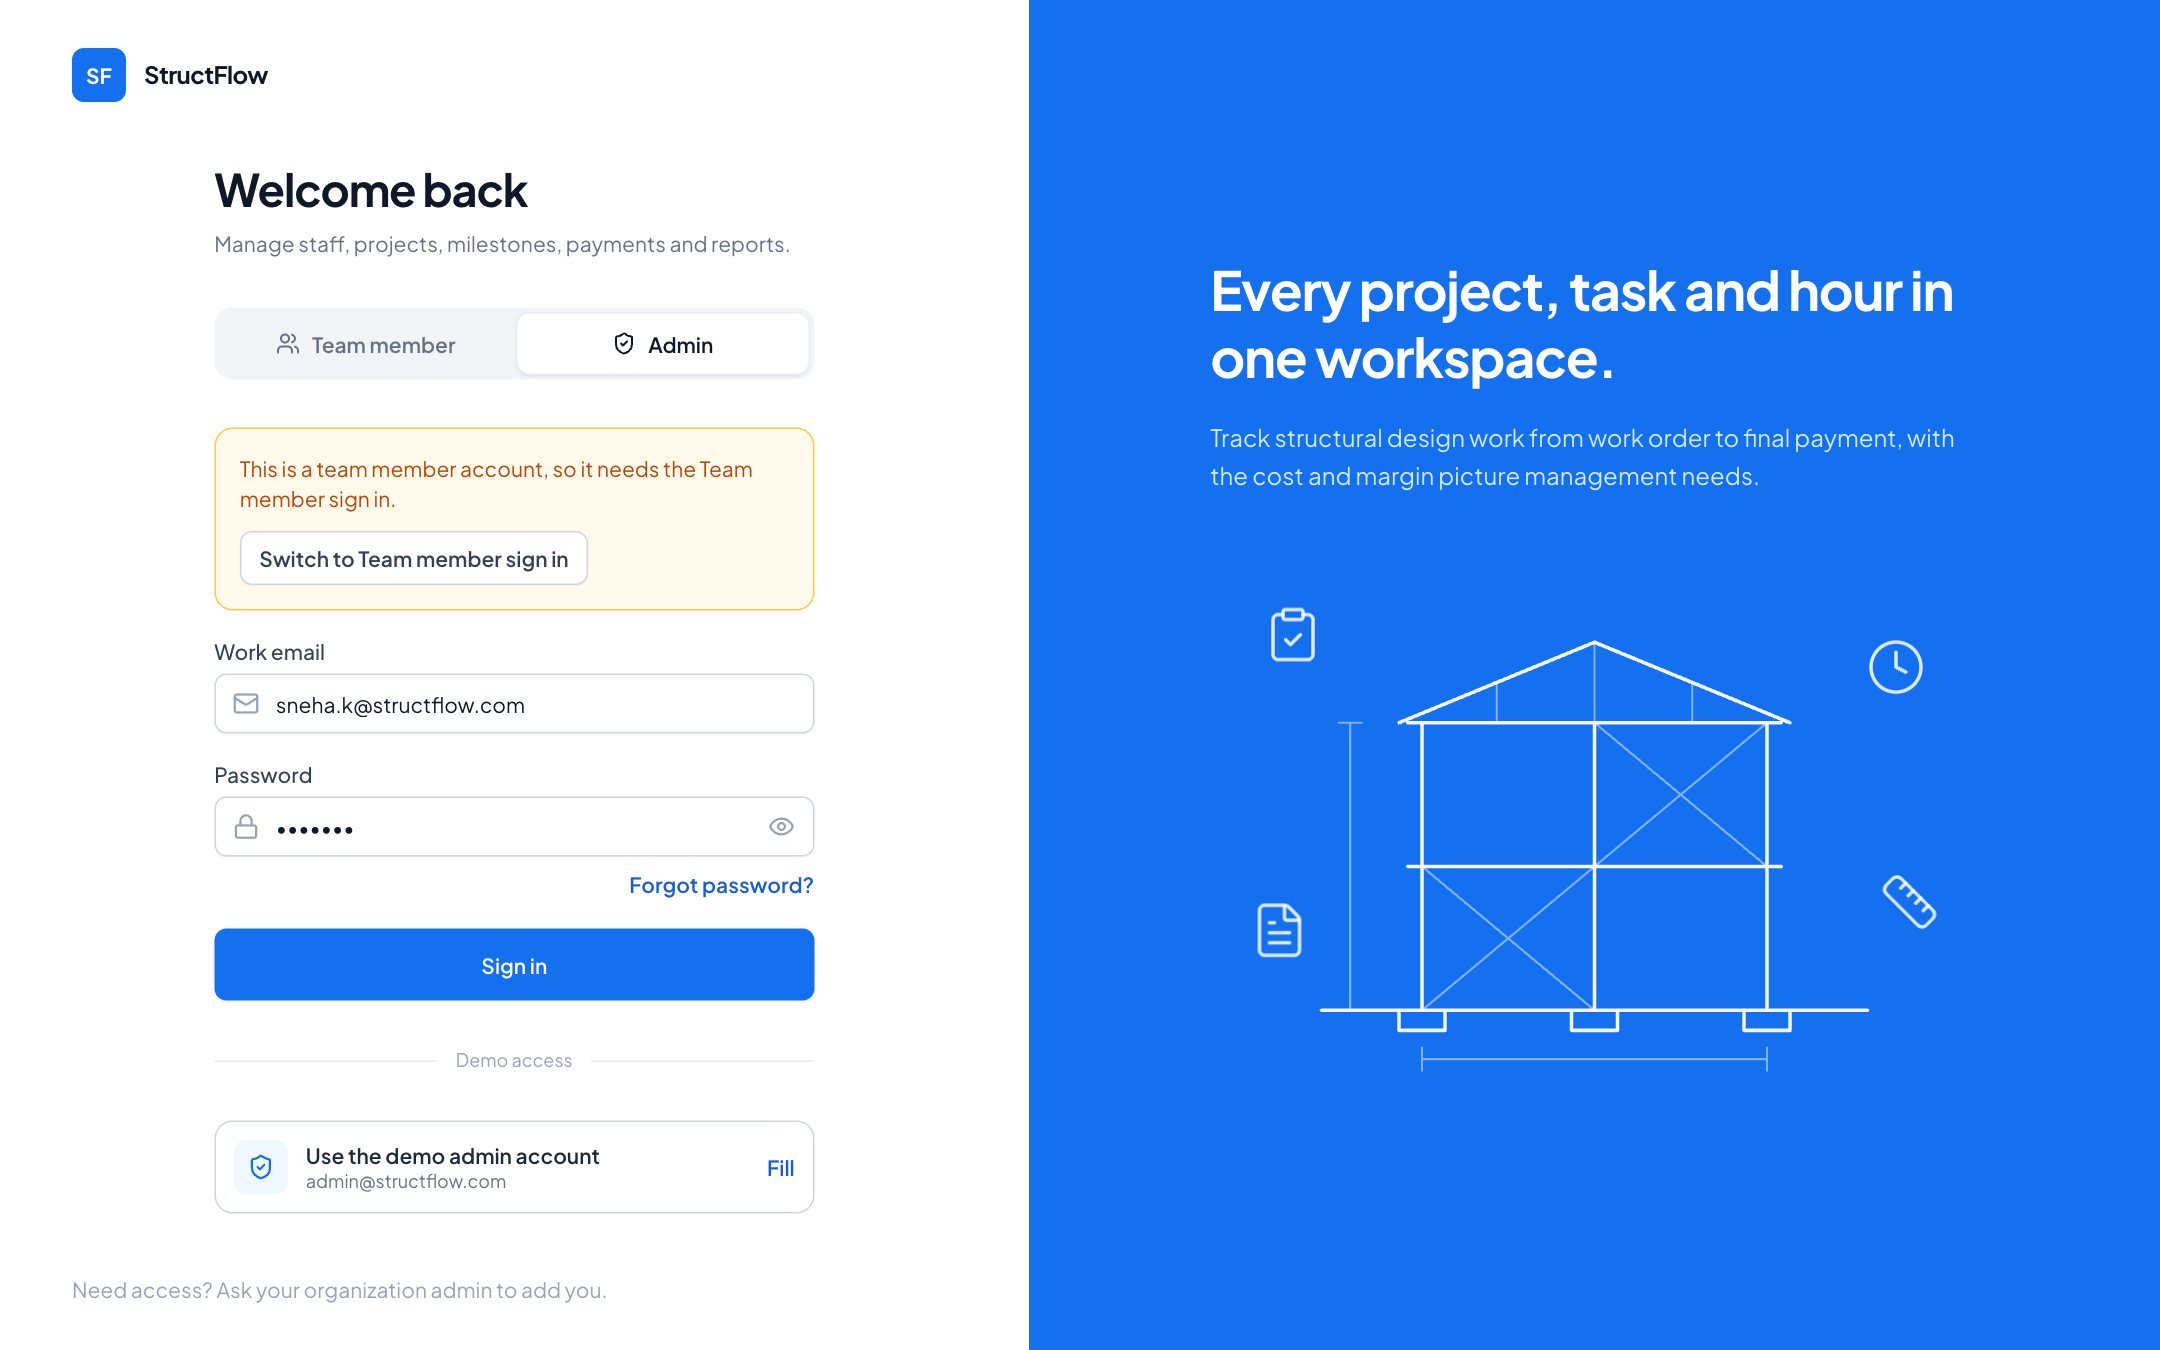 SF StructFlow
Welcome back
Manage staff, projects, milestones, payments and reports.
Team member Admin
This is a team member account, so it needs the Team
member sign in.
Switch to Team member sign in
Work email
sneha.k@structflow.com
Password
•••••••
Forgot password?
Sign in
Demo access
Use the demo admin account
admin@structflow.com
Fill
Need access? Ask your organization admin to add you.
Every project, task and hour in
one workspace.
Track structural design work from work order to final payment, with
the cost and margin picture management needs.